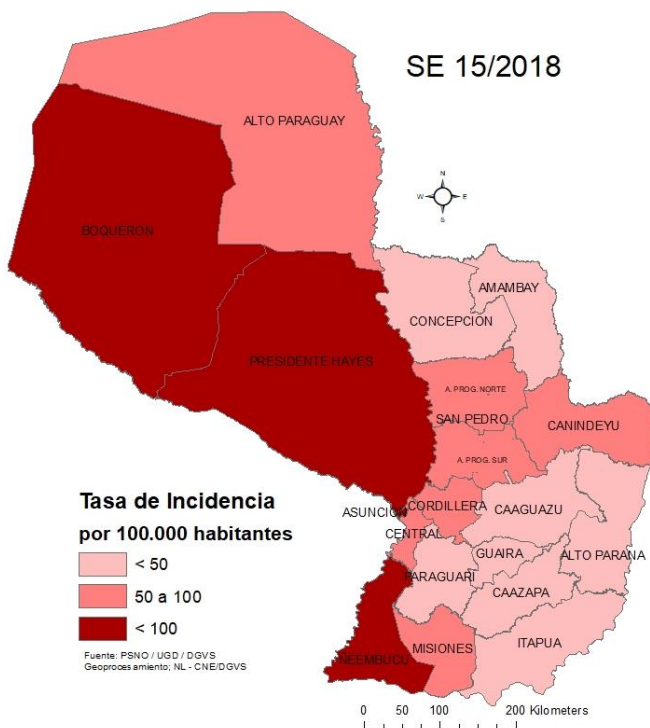 SE 15/2018
ALTO PARAGUAY
N
W
E
S
BOQUERON
AMAMBAY
CONCEPCIÓN
PRESIDENTE HAYES
A. PROG. NORTE
SAN PEDRO
CANINDEYU
A. PROG. SUR
Tasa de Incidencia
por 100.000 habitantes
< 50
50 a 100
< 100
Fuente: PSNO / UGD / DGVS
Geoprocesamiento; NL - CNE/DGVS
ASUNCION
CORDILLERA
CAAGUAZU
CENTRAL
GUAIRA
ALTO PARANA
PARAGUARI
CAAZAPA
ÑEEMBUCU
MISIONES
ITAPUA
0 50 100 200 Kilometers